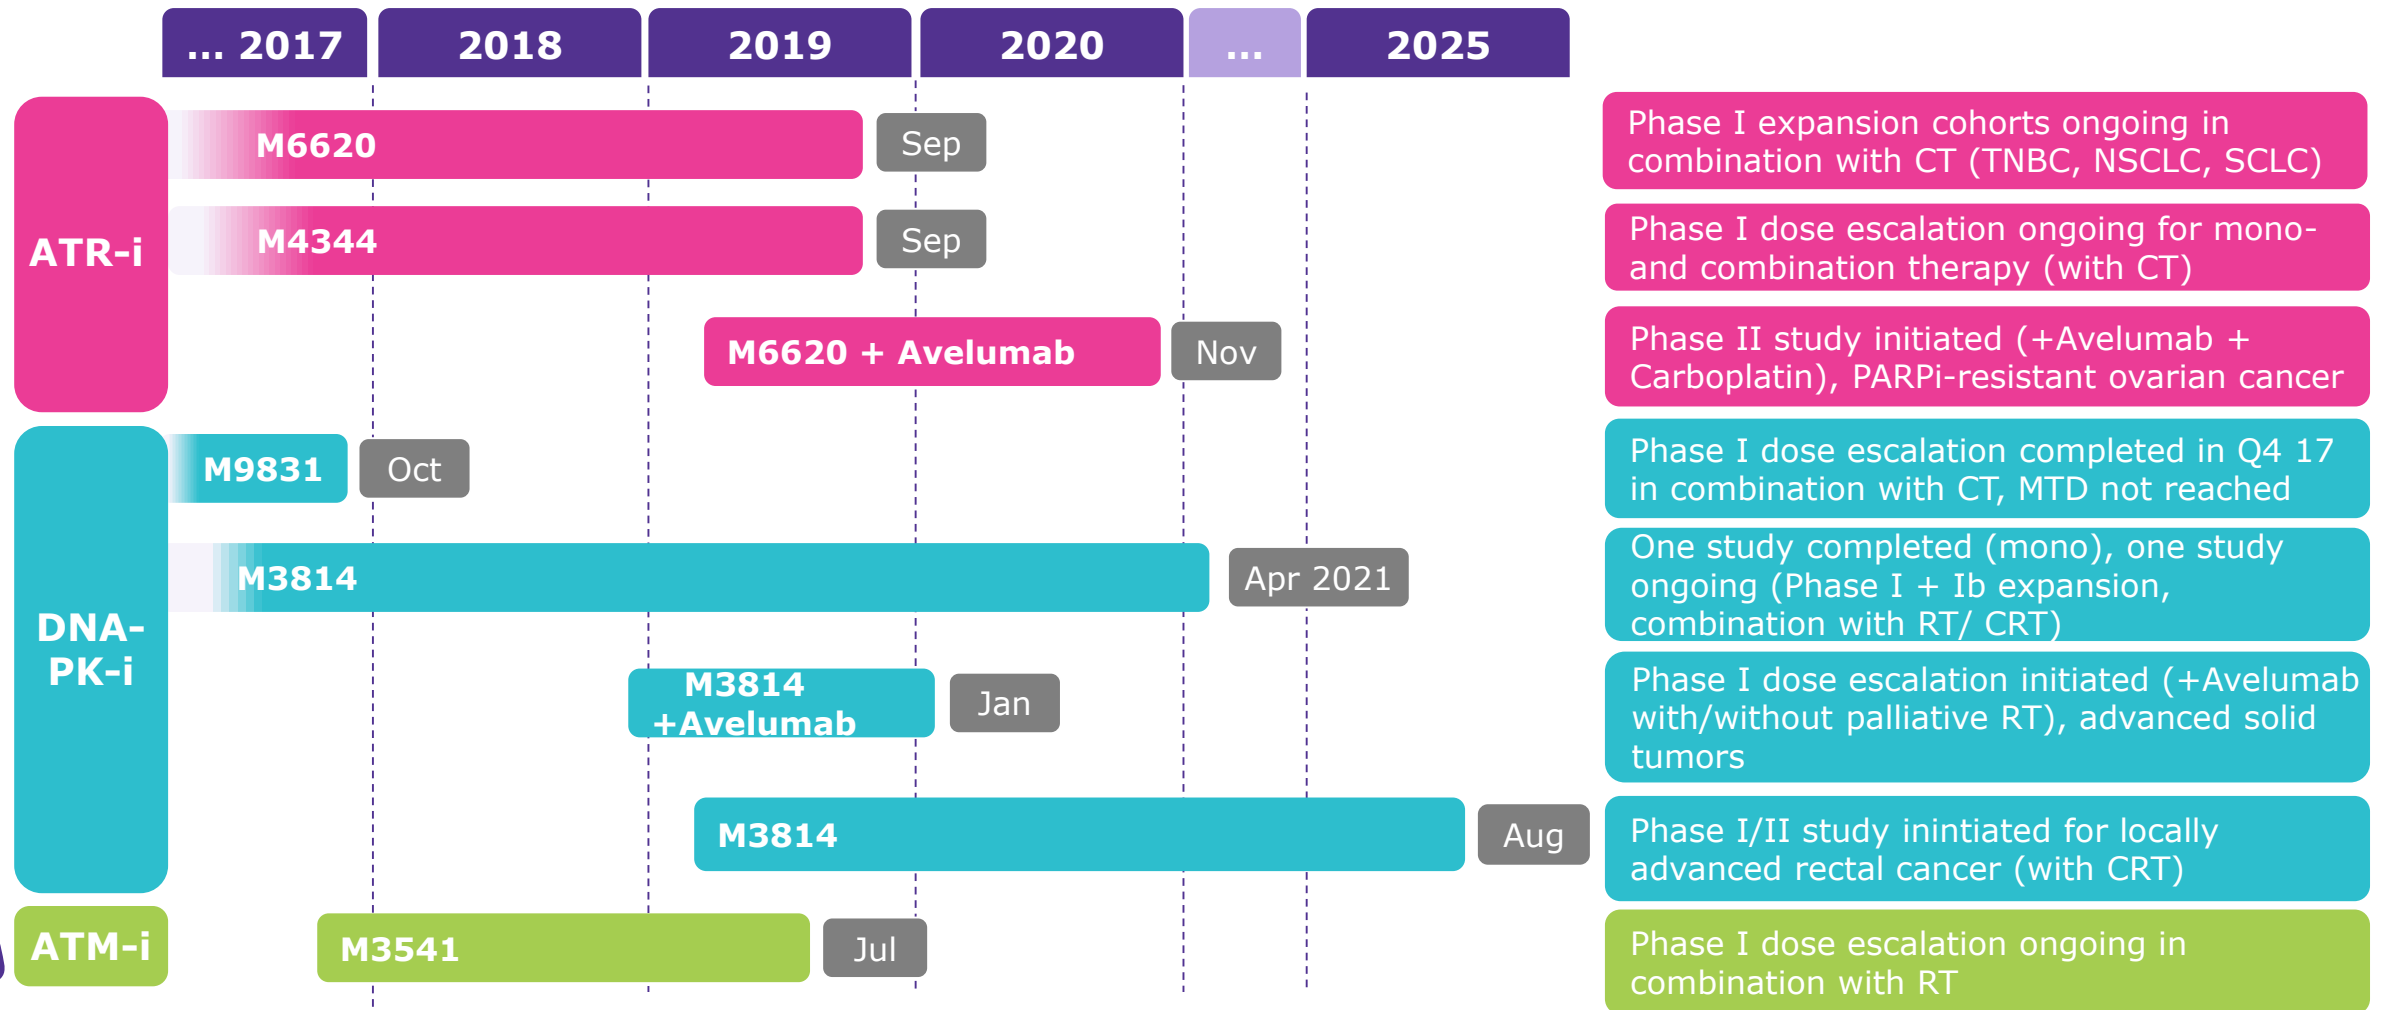 ... 2017
2018
2019
2020
...
2025
ATR-i
M6620
Sep
Phase I expansion cohorts ongoing in
combination with CT (TNBC, NSCLC, SCLC)
M4344
Sep
Phase I dose escalation ongoing for mono-
and combination therapy (with CT)
M6620 + Avelumab
Nov
Phase II study initiated (+Avelumab +
Carboplatin), PARPi-resistant ovarian cancer
DNA-
PK-i
M9831
Oct
Phase I dose escalation completed in Q4 17
in combination with CT, MTD not reached
M3814
Apr 2021
One study completed (mono), one study
ongoing (Phase I + Ib expansion,
combination with RT/ CRT)
M3814
+Avelumab
Jan
Phase I dose escalation initiated (+Avelumab
with/without palliative RT), advanced solid
tumors
M3814
Aug
Phase I/II study inintiated for locally
advanced rectal cancer (with CRT)
ATM-i
M3541
Jul
Phase I dose escalation ongoing in
combination with RT